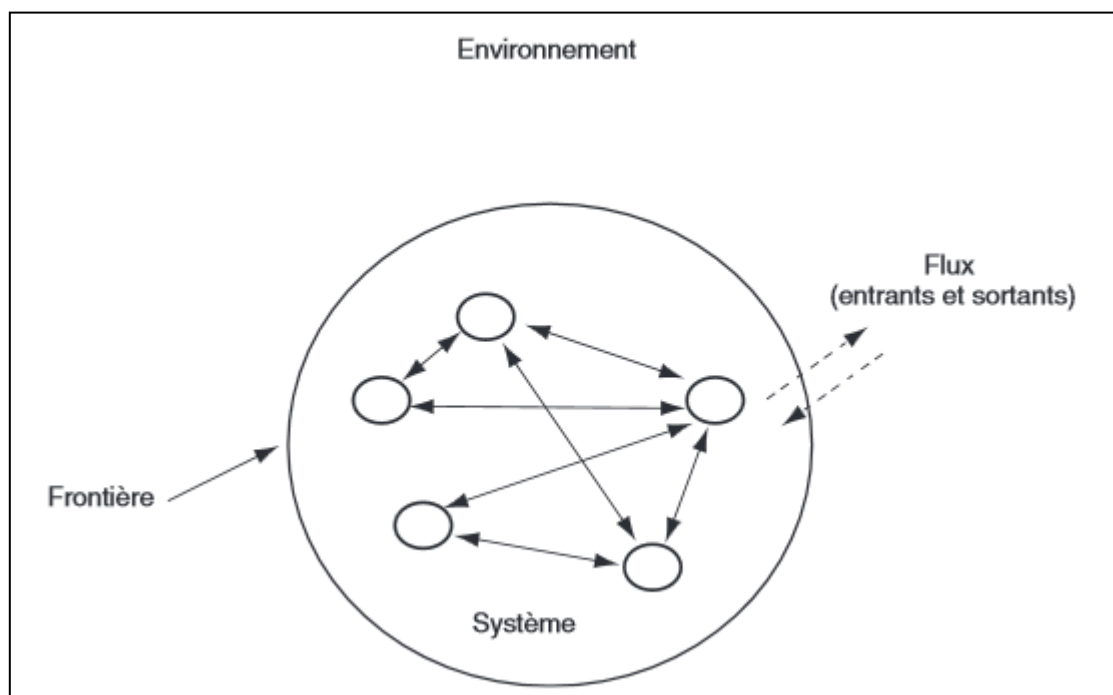 Environnement
Flux
(entrants et sortants)
Frontière
Système